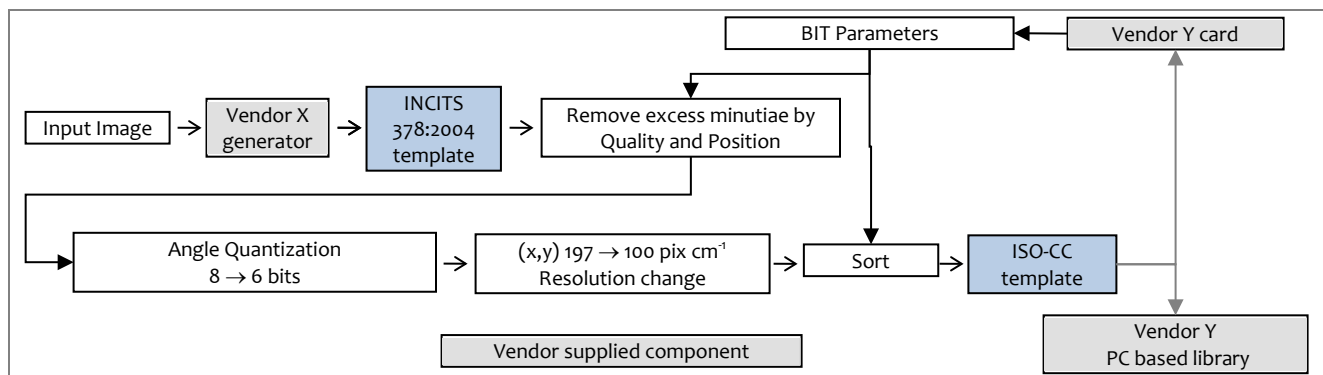 BIT Parameters
Vendor Y card
Input Image
Vendor X
generator
INCITS
378:2004
template
Remove excess minutiae by
Quality and Position
Angle Quantization
8 → 6 bits
(x,y) 197 → 100 pix cm⁻¹
Resolution change
Sort
ISO-CC
template
Vendor Y
PC based library
Vendor supplied component